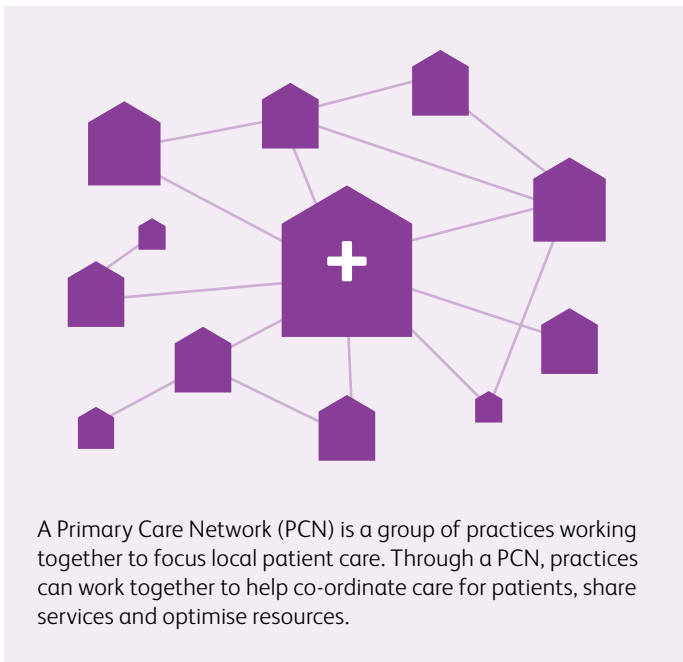 A Primary Care Network (PCN) is a group of practices working
together to focus local patient care. Through a PCN, practices
can work together to help co-ordinate care for patients, share
services and optimise resources.